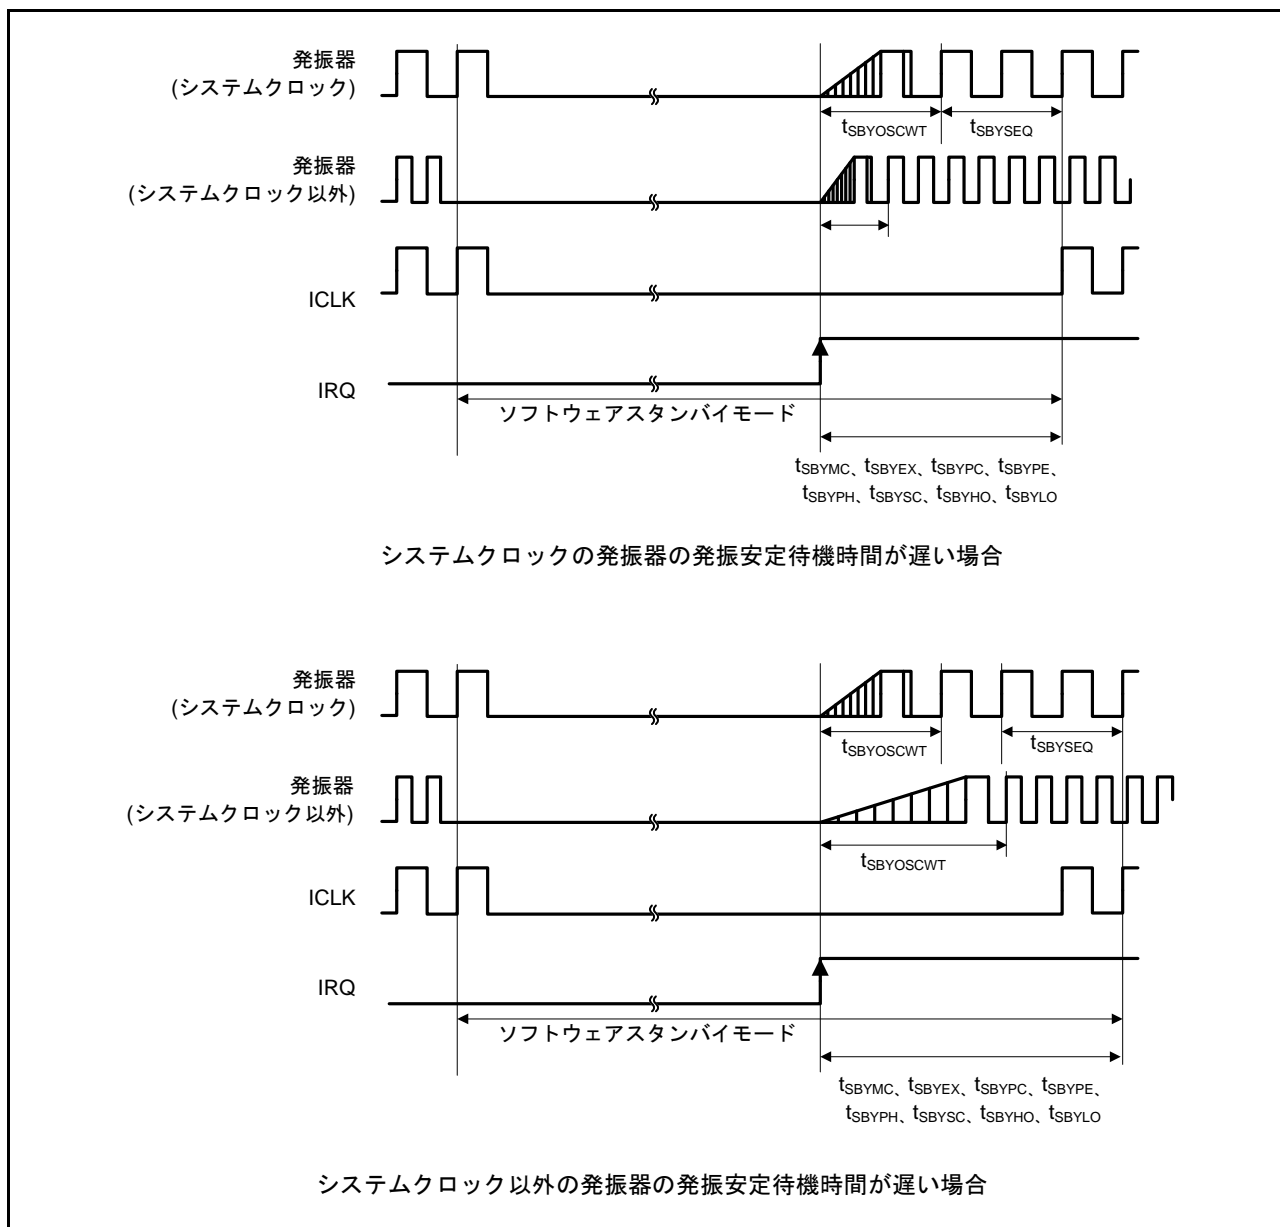 発振器
(システムクロック)
tSBYOSCWT
tSBYSEQ
発振器
(システムクロック以外)
ICLK
IRQ
ソフトウェアスタンバイモード
tSBYMC、tSBYEX、tSBYPC、tSBYPE、
tSBYPH、tSBYSC、tSBYHO、tSBYLO
システムクロックの発振器の発振安定待機時間が遅い場合
発振器
(システムクロック)
tSBYOSCWT
tSBYSEQ
発振器
(システムクロック以外)
tSBYOSCWT
ICLK
IRQ
ソフトウェアスタンバイモード
tSBYMC、tSBYEX、tSBYPC、tSBYPE、
tSBYPH、tSBYSC、tSBYHO、tSBYLO
システムクロック以外の発振器の発振安定待機時間が遅い場合